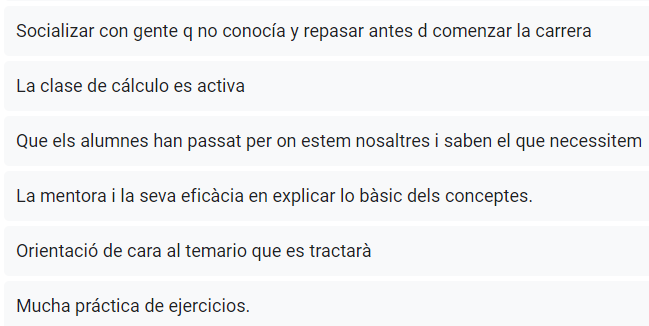 Socializar con gente q no conocía y repasar antes d comenzar la carrera
La clase de cálculo es activa
Que els alumnes han passat per on estem nosaltres i saben el que necessitem
La mentora i la seva eficàcia en explicar lo bàsic dels conceptes.
Orientació de cara al temario que es tractarà
Mucha práctica de ejercicios.